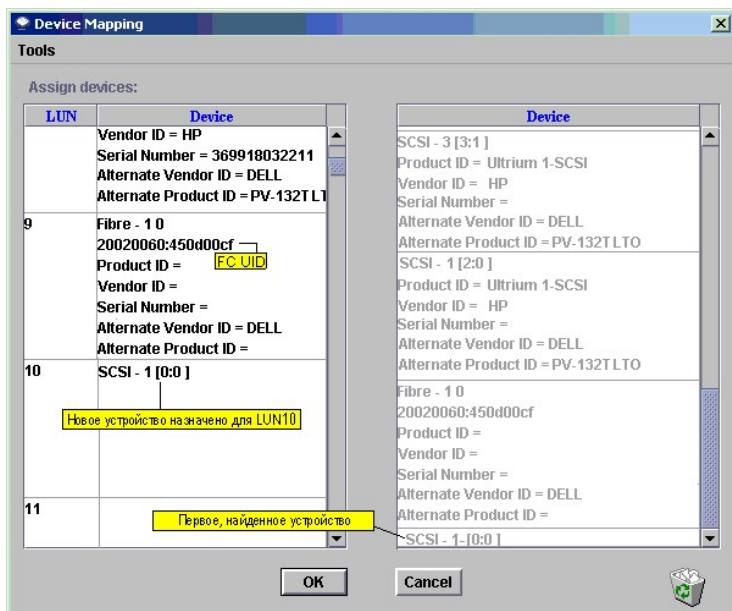 Device Mapping
Tools
Assign devices:
LUN Device
Vendor ID = HP
Serial Number = 369918032211
Alternate Vendor ID = DELL
Alternate Product ID = PV-132T LT
9 Fibre - 1 0
20020060:450d00cf
FC UID
Product ID =
Vendor ID =
Serial Number =
Alternate Vendor ID = DELL
Alternate Product ID =
10 SCSI - 1 [0:0 ]
Новое устройство назначено для LUN10
11
Первое, найденное устройство
Device
SCSI - 3 [3:1 ]
Product ID = Ultrium 1-SCSI
Vendor ID = HP
Serial Number =
Alternate Vendor ID = DELL
Alternate Product ID = PV-132T LTO
SCSI - 1 [2:0 ]
Product ID = Ultrium 1-SCSI
Vendor ID = HP
Serial Number =
Alternate Vendor ID = DELL
Alternate Product ID = PV-132T LTO
Fibre - 1 0
20020060:450d00cf
Product ID =
Vendor ID =
Serial Number =
Alternate Vendor ID = DELL
Alternate Product ID =
SCSI - 1-[0:0 ]
OK Cancel